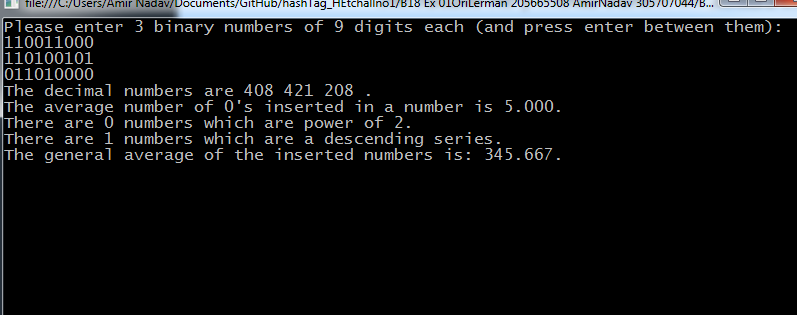 file:///C:/Users/Amir Nadav/Documents/GitHub/hashTag_HEtchallno1/B18 Ex 01OriLerman 205665508 AmirNadav 305707044/B...
Please enter 3 binary numbers of 9 digits each (and press enter between them):
110011000
110100101
011010000
The decimal numbers are 408 421 208 .
The average number of 0's inserted in a number is 5.000.
There are 0 numbers which are power of 2.
There are 1 numbers which are a descending series.
The general average of the inserted numbers is: 345.667.